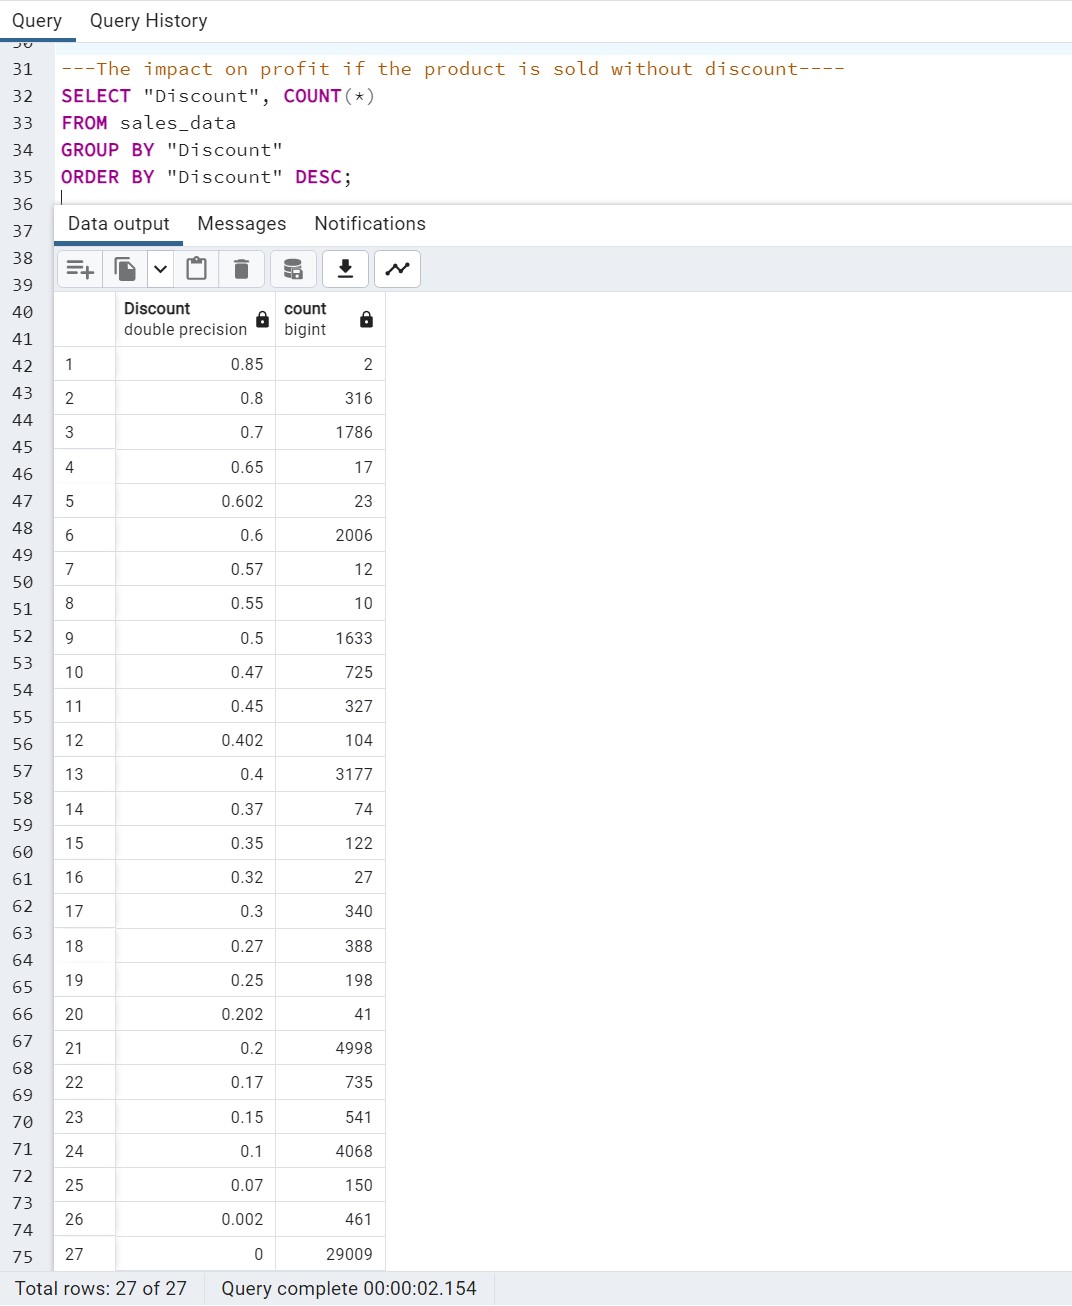 Query Query History
30
31 ---The impact on profit if the product is sold without discount----
32 SELECT "Discount", COUNT(*)
33 FROM sales_data
34 GROUP BY "Discount"
35 ORDER BY "Discount" DESC;
36
37
38
39
40
41
42
43
44
45
46
47
48
49
50
51
52
53
54
55
56
57
58
59
60
61
62
63
64
65
66
67
68
69
70
71
72
73
74
75
Data output Messages Notifications
Discount count
double precision bigint
1 0.85 2
2 0.8 316
3 0.7 1786
4 0.65 17
5 0.602 23
6 0.6 2006
7 0.57 12
8 0.55 10
9 0.5 1633
10 0.47 725
11 0.45 327
12 0.402 104
13 0.4 3177
14 0.37 74
15 0.35 122
16 0.32 27
17 0.3 340
18 0.27 388
19 0.25 198
20 0.202 41
21 0.2 4998
22 0.17 735
23 0.15 541
24 0.1 4068
25 0.07 150
26 0.002 461
27 0 29009
Total rows: 27 of 27 Query complete 00:00:02.154